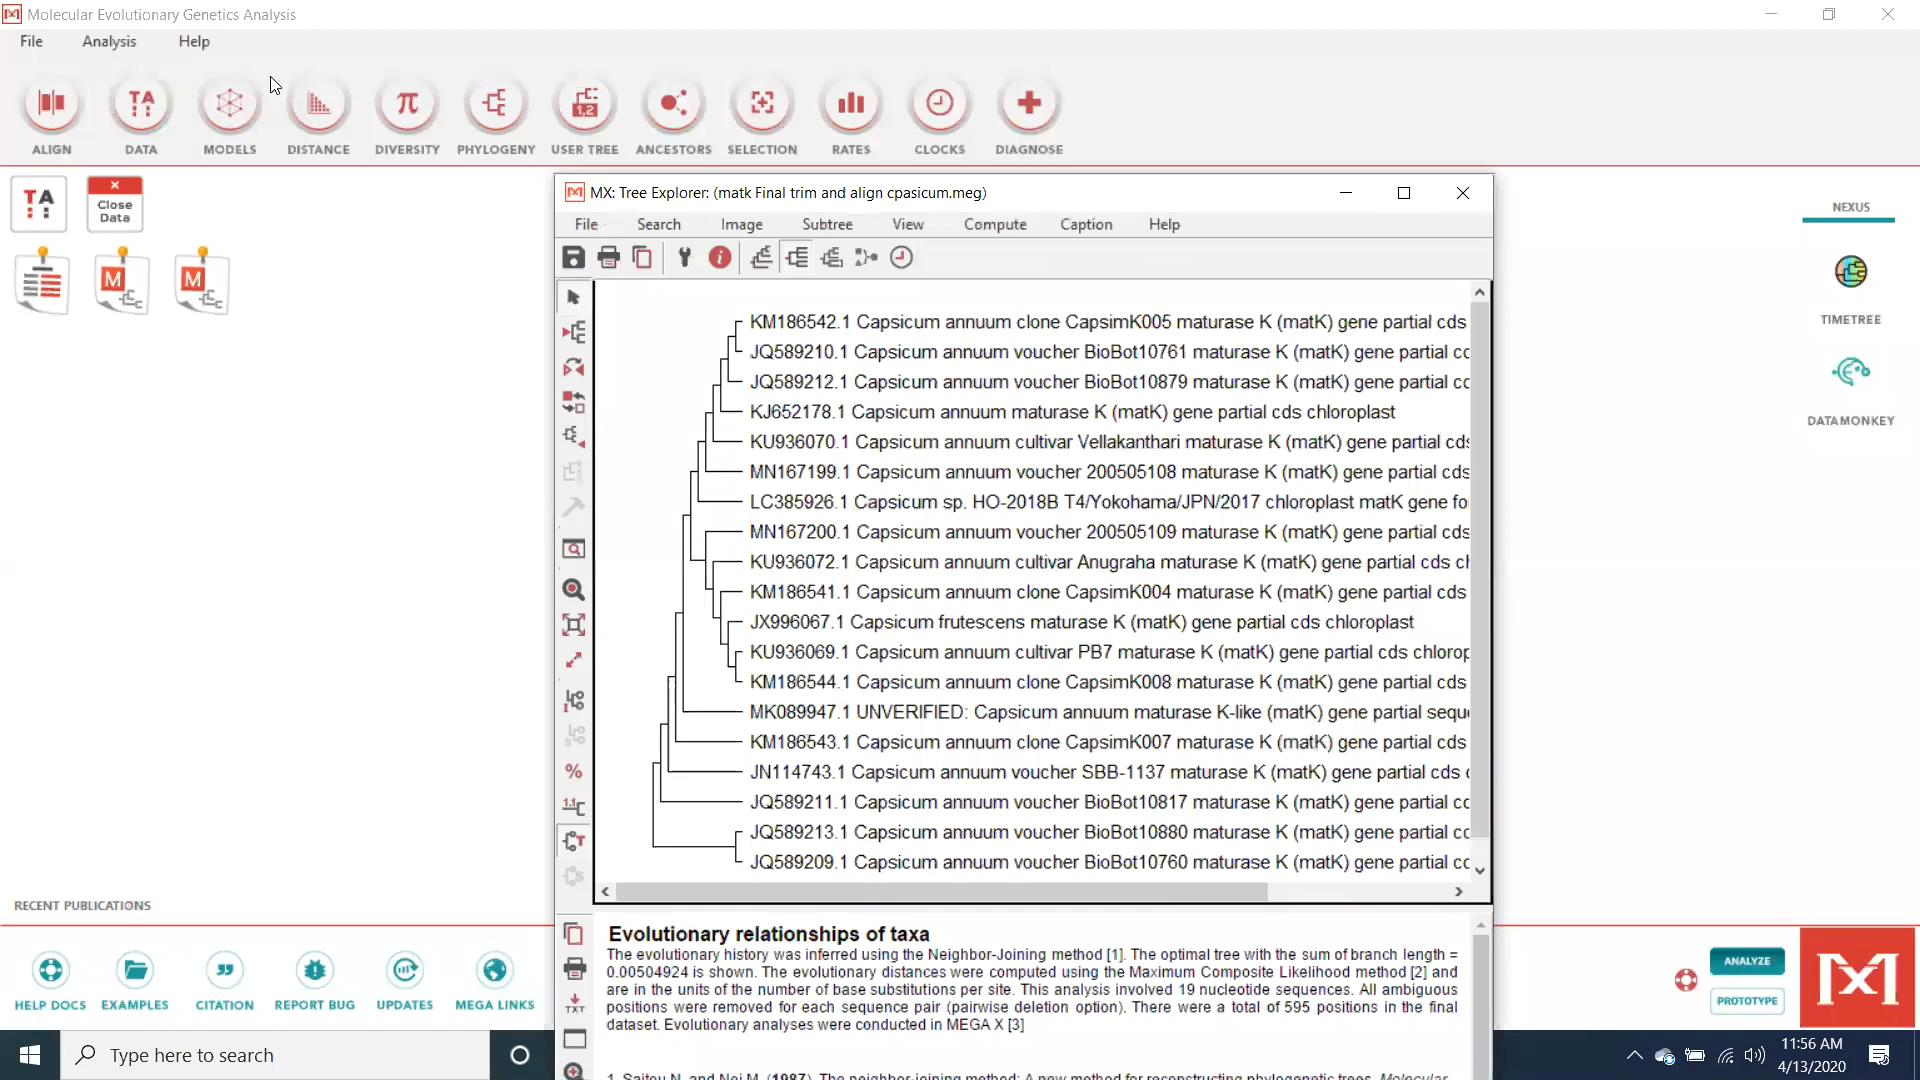 Molecular Evolutionary Genetics Analysis
File Analysis Help
ALIGN DATA MODELS DISTANCE DIVERSITY PHYLOGENY USER TREE ANCESTORS SELECTION RATES CLOCKS DIAGNOSE
TA
Close
Data
MX: Tree Explorer: (matk Final trim and align cpasicum.meg)
File Search Image Subtree View Compute Caption Help
KM186542.1 Capsicum annuum clone CapsimK005 maturase K (matK) gene partial cds
JQ589210.1 Capsicum annuum voucher BioBot10761 maturase K (matK) gene partial cc
JQ589212.1 Capsicum annuum voucher BioBot10879 maturase K (matK) gene partial cc
KJ652178.1 Capsicum annuum maturase K (matK) gene partial cds chloroplast
KU936070.1 Capsicum annuum cultivar Vellakanthari maturase K (matK) gene partial cds
MN167199.1 Capsicum annuum voucher 200505108 maturase K (matK) gene partial cds
LC385926.1 Capsicum sp. HO-2018B T4/Yokohama/JPN/2017 chloroplast matK gene fo
MN167200.1 Capsicum annuum voucher 200505109 maturase K (matK) gene partial cds
KU936072.1 Capsicum annuum cultivar Anugraha maturase K (matK) gene partial cds cl
KM186541.1 Capsicum annuum clone CapsimK004 maturase K (matK) gene partial cds
JX996067.1 Capsicum frutescens maturase K (matK) gene partial cds chloroplast
KU936069.1 Capsicum annuum cultivar PB7 maturase K (matK) gene partial cds chlorop
KM186544.1 Capsicum annuum clone CapsimK008 maturase K (matK) gene partial cds
MK089947.1 UNVERIFIED: Capsicum annuum maturase K-like (matK) gene partial sequ
KM186543.1 Capsicum annuum clone CapsimK007 maturase K (matK) gene partial cds
JN114743.1 Capsicum annuum voucher SBB-1137 maturase K (matK) gene partial cds c
JQ589211.1 Capsicum annuum voucher BioBot10817 maturase K (matK) gene partial cc
JQ589213.1 Capsicum annuum voucher BioBot10880 maturase K (matK) gene partial cc
JQ589209.1 Capsicum annuum voucher BioBot10760 maturase K (matK) gene partial cc
Evolutionary relationships of taxa
The evolutionary history was inferred using the Neighbor-Joining method [1]. The optimal tree with the sum of branch length =
0.00504924 is shown. The evolutionary distances were computed using the Maximum Composite Likelihood method [2] and
are in the units of the number of base substitutions per site. This analysis involved 19 nucleotide sequences. All ambiguous
positions were removed for each sequence pair (pairwise deletion option). There were a total of 595 positions in the final
dataset. Evolutionary analyses were conducted in MEGA X [3]
1. Saitou N. and Nei M. (1987). The neighbor-joining method: A new method for reconstructing phylogenetic trees. Molecular
NEXUS
TIMETREE
DATAMONKEY
RECENT PUBLICATIONS
HELP DOCS EXAMPLES CITATION REPORT BUG UPDATES MEGA LINKS
ANALYZE
PROTOTYPE
Type here to search
11:56 AM
4/13/2020